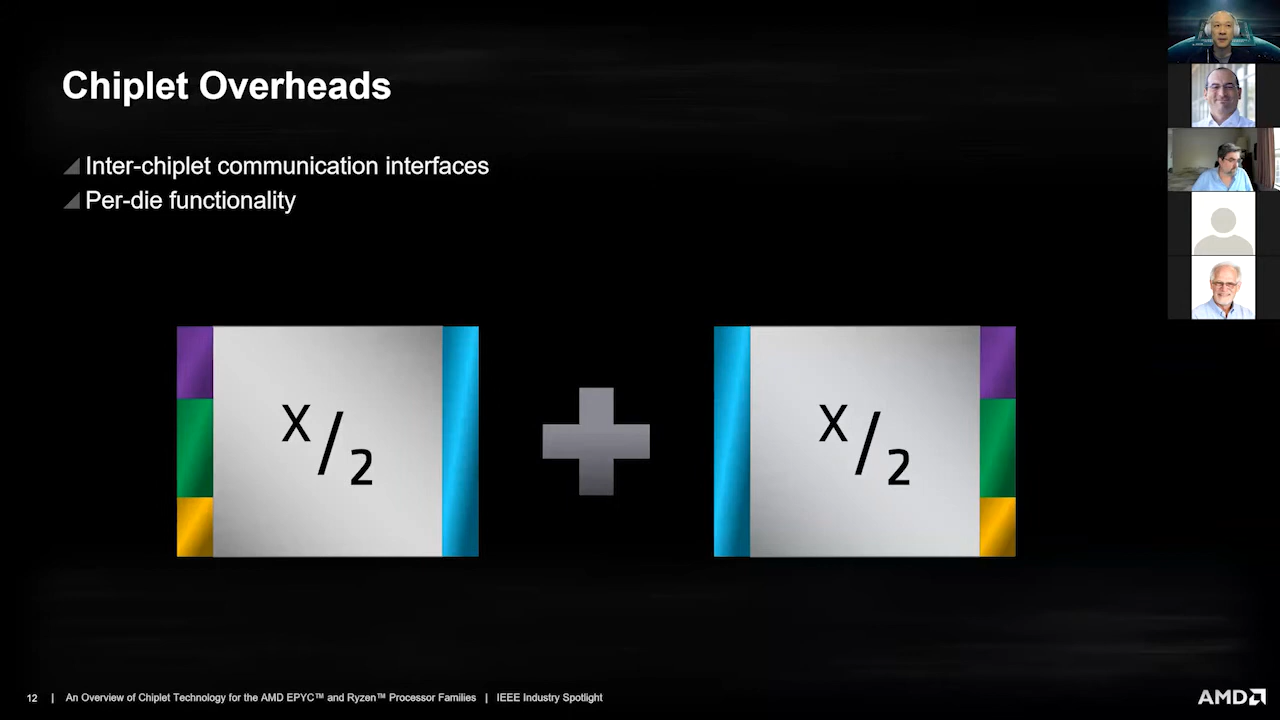 Chiplet Overheads
Inter-chiplet communication interfaces
Per-die functionality
X/2
X/2
12 | An Overview of Chiplet Technology for the AMD EPYC™ and Ryzen™ Processor Families | IEEE Industry Spotlight
AMD